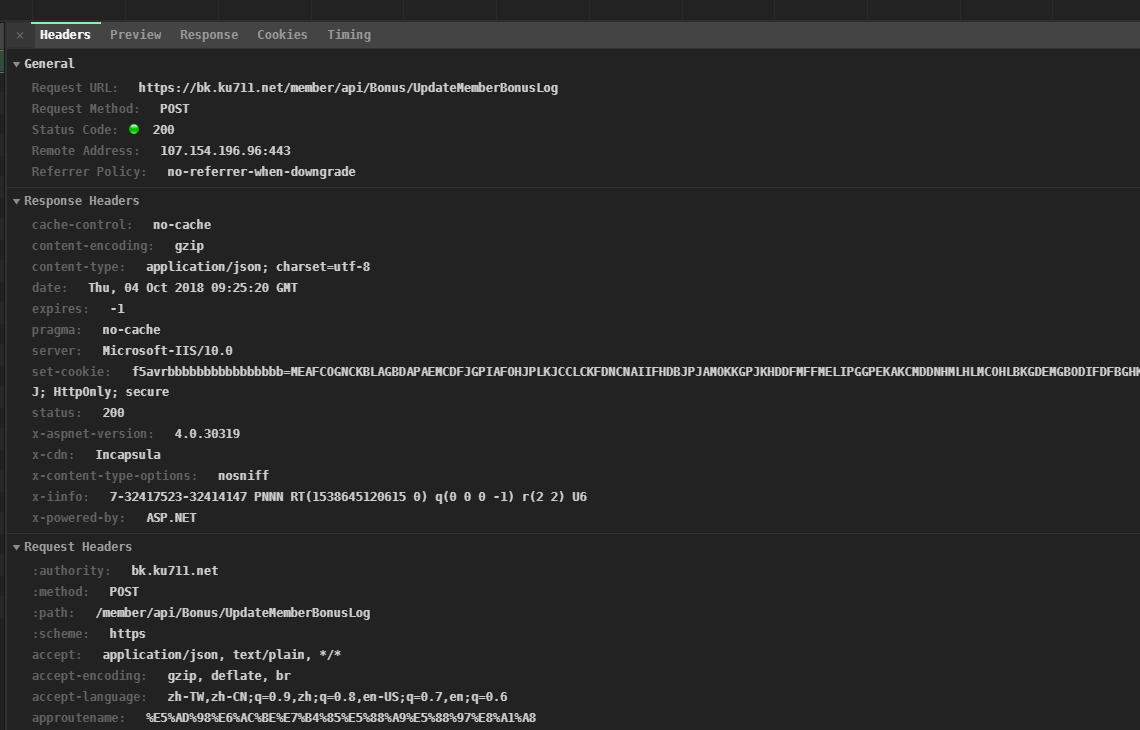 × Headers Preview Response Cookies Timing
▼ General
Request URL: https://bk.ku711.net/member/api/Bonus/UpdateMemberBonusLog
Request Method: POST
Status Code: 200
Remote Address: 107.154.196.96:443
Referrer Policy: no-referrer-when-downgrade
▼ Response Headers
cache-control: no-cache
content-encoding: gzip
content-type: application/json; charset=utf-8
date: Thu, 04 Oct 2018 09:25:20 GMT
expires: -1
pragma: no-cache
server: Microsoft-IIS/10.0
set-cookie: f5avrbbbbbbbbbbbbbbbb=MEAFCOGNCKBLAGBDAPAEMCDFJGPIAFOHJPLKJCCLCKFDNCNAIIFHDBJPJAMOKKGPJKHDDFMFFMELIPGGPEKAKCMDDNHMLHLMCOHLBKGDEMGBODIFDFBGHK
J; HttpOnly; secure
status: 200
x-aspnet-version: 4.0.30319
x-cdn: Incapsula
x-content-type-options: nosniff
x-iinfo: 7-32417523-32414147 PNNN RT(1538645120615 0) q(0 0 0 -1) r(2 2) U6
x-powered-by: ASP.NET
▼ Request Headers
:authority: bk.ku711.net
:method: POST
:path: /member/api/Bonus/UpdateMemberBonusLog
:scheme: https
accept: application/json, text/plain, */*
accept-encoding: gzip, deflate, br
accept-language: zh-TW,zh-CN;q=0.9,zh;q=0.8,en-US;q=0.7,en;q=0.6
approutename: %E5%AD%98%E6%AC%BE%E7%B4%85%E5%88%A9%E5%88%97%E8%A1%A8